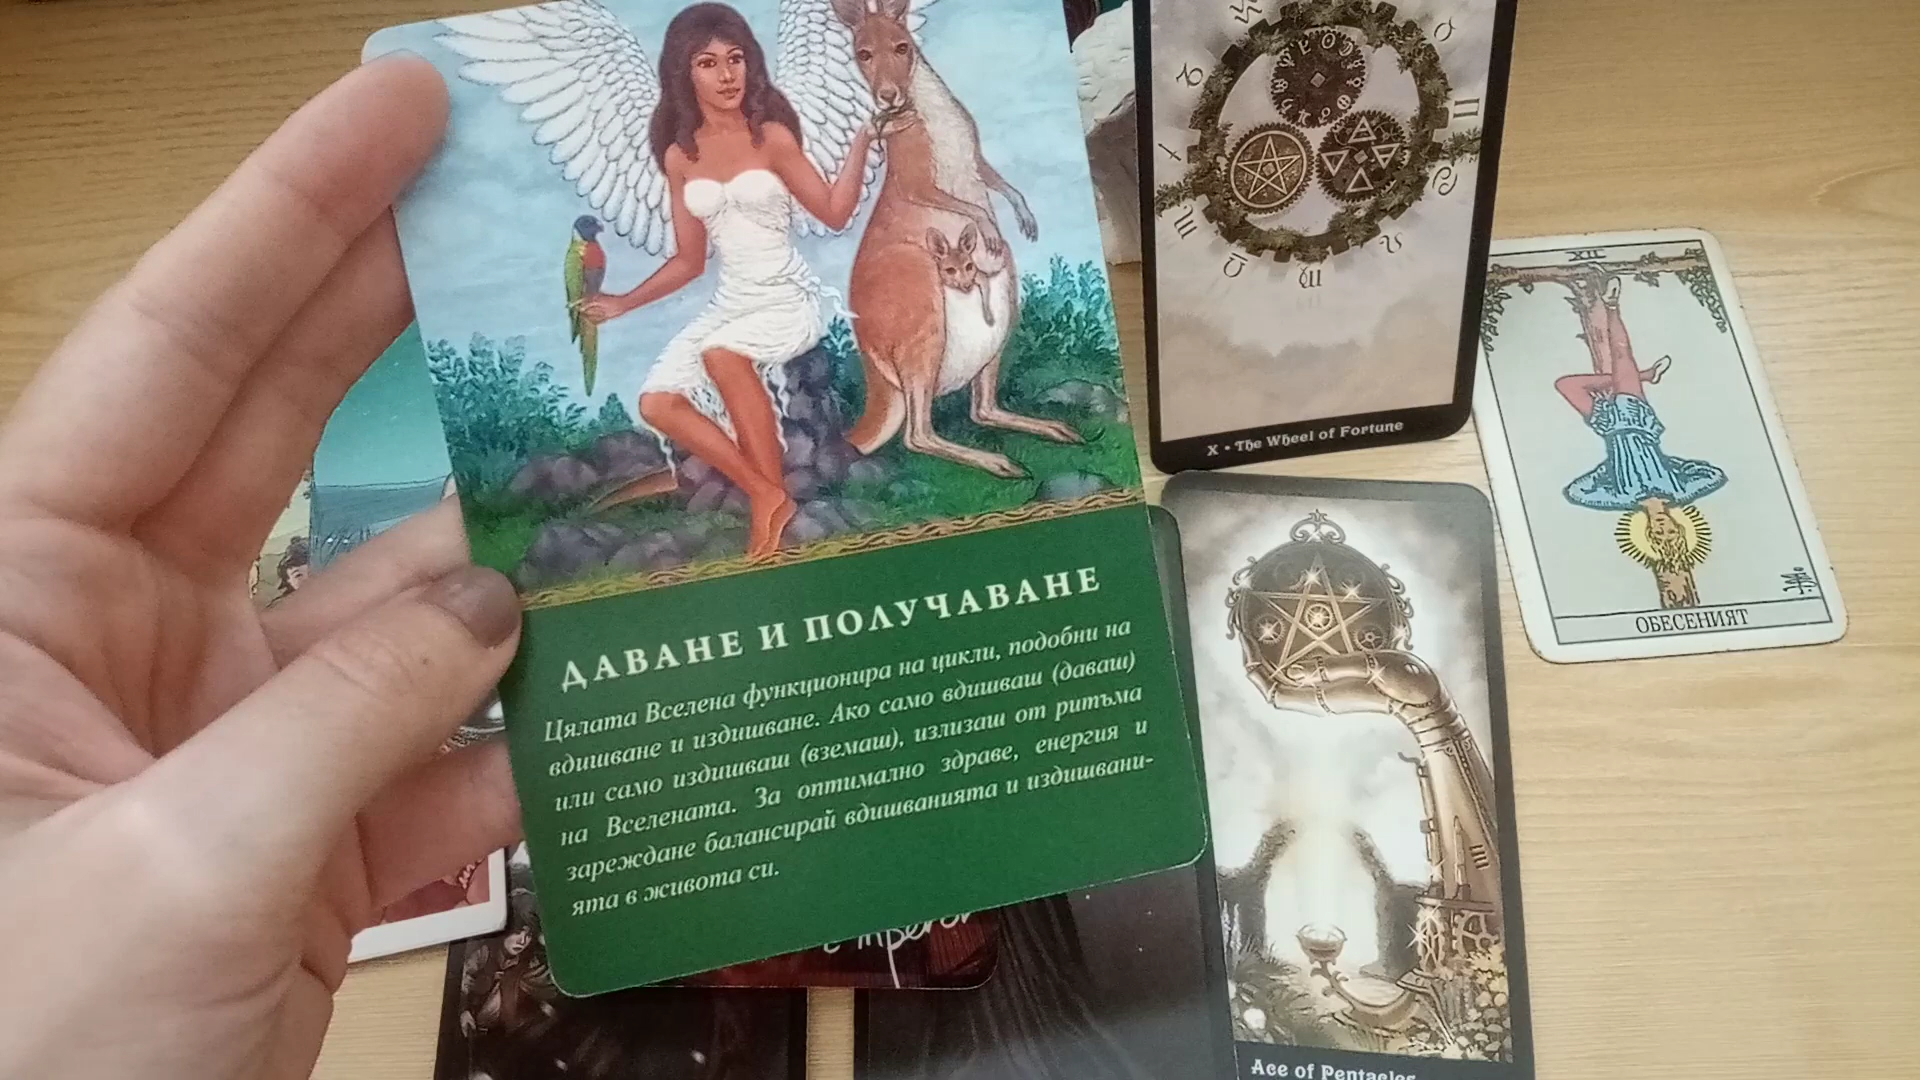 ДАВАНЕ И ПОЛУЧАВАНЕ
Цялата Вселена функционира на цикли, подобни на
вдишване и издишване. Ако само вдишваш (даваш)
или само издишваш (вземаш), излизаш от ритъма
на Вселената. За оптимално здраве, енергия и
зареждане балансирай вдишванията и издишвани-
ята в живота си.
X • The Wheel of Fortune
XII
ОБЕСЕНИЯТ
Ace of Pentacles